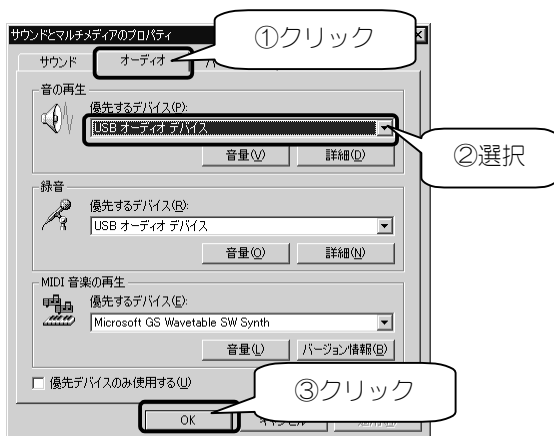 サウンドとマルチメディアのプロパティ
①クリック
サウンド
オーディオ
音の再生
優先するデバイス(P):
USB オーディオ デバイス
②選択
音量(V)
詳細(D)
録音
優先するデバイス(R):
USB オーディオ デバイス
音量(O)
詳細(N)
MIDI 音楽の再生
優先するデバイス(E):
Microsoft GS Wavetable SW Synth
音量(L)
バージョン情報(B)
優先デバイスのみ使用する(U)
③クリック
OK